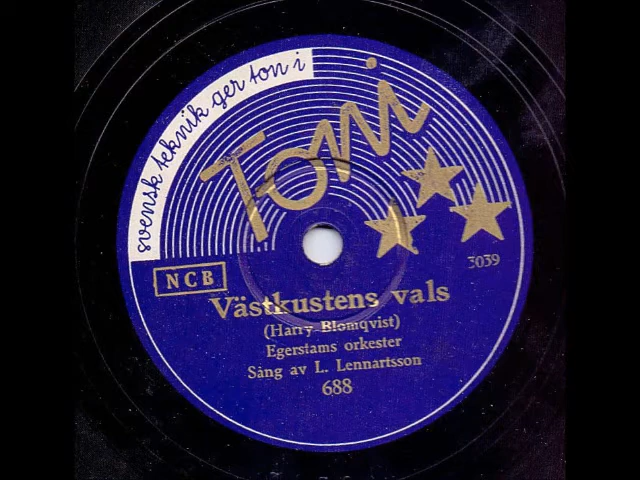 svensk teknik ger ton i
Toni
3039
NCB
Västkustens vals
(Harry Blomqvist)
Egerstams orkester
Sång av L. Lennartsson
688